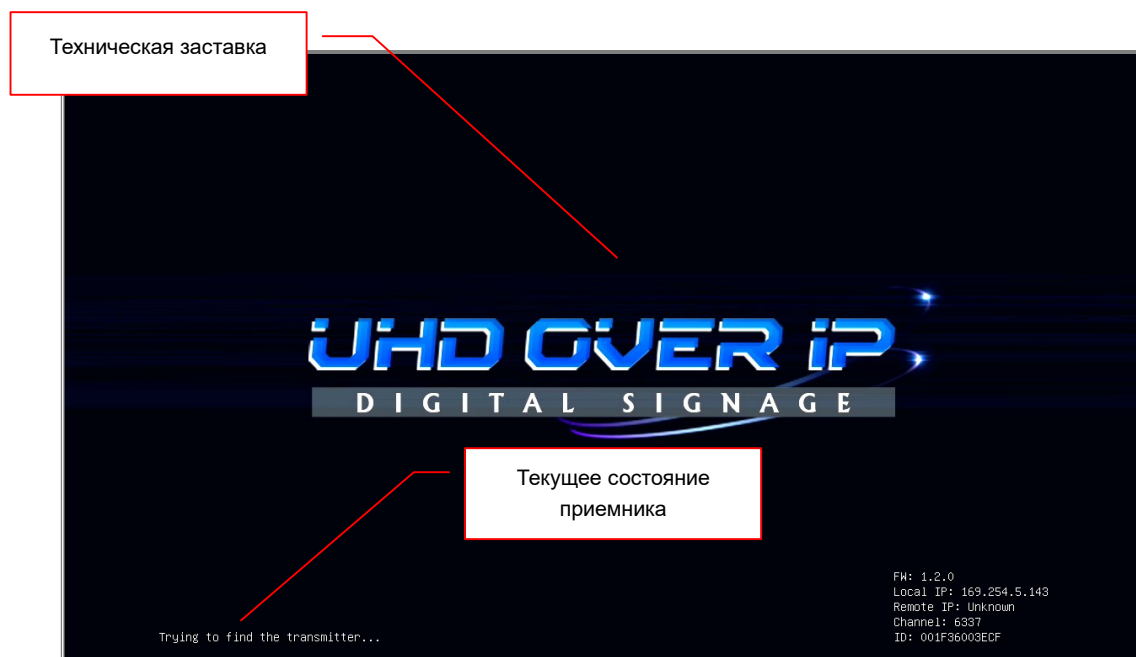 Техническая заставка
UHD OVER iP
DIGITAL SIGNAGE
Текущее состояние
приемника
FW: 1.2.0
Local IP: 169.254.5.143
Remote IP: Unknown
Channel: 6337
ID: 001F36003ECF
Trying to find the transmitter...